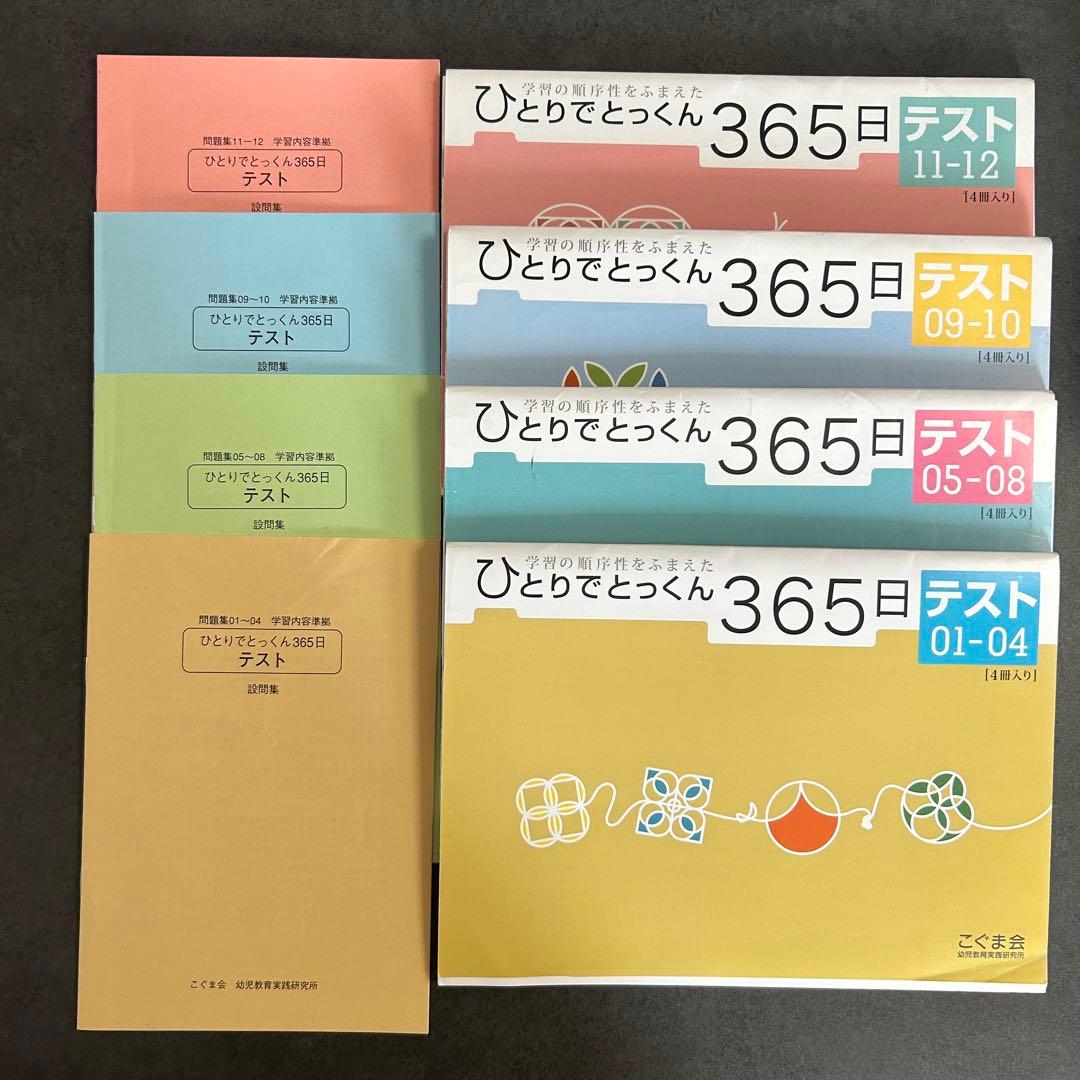 問題集11ー12 学習内容準拠
ひとりでとっくん365日
テスト
設問集
問題集09〜10 学習内容準拠
ひとりでとっくん365日
テスト
設問集
問題集05〜08 学習内容準拠
ひとりでとっくん365日
テスト
設問集
問題集01〜04 学習内容準拠
ひとりでとっくん365日
テスト
設問集
こぐま会 幼児教育実践研究所
学習の順序性をふまえた
ひとりでとっくん365日
テスト
11-12
[4冊入り]
学習の順序性をふまえた
ひとりでとっくん365日
テスト
09-10
[4冊入り]
学習の順序性をふまえた
ひとりでとっくん365日
テスト
05-08
[4冊入り]
学習の順序性をふまえた
ひとりでとっくん365日
テスト
01-04
[4冊入り]
こぐま会
幼児教育実践研究所